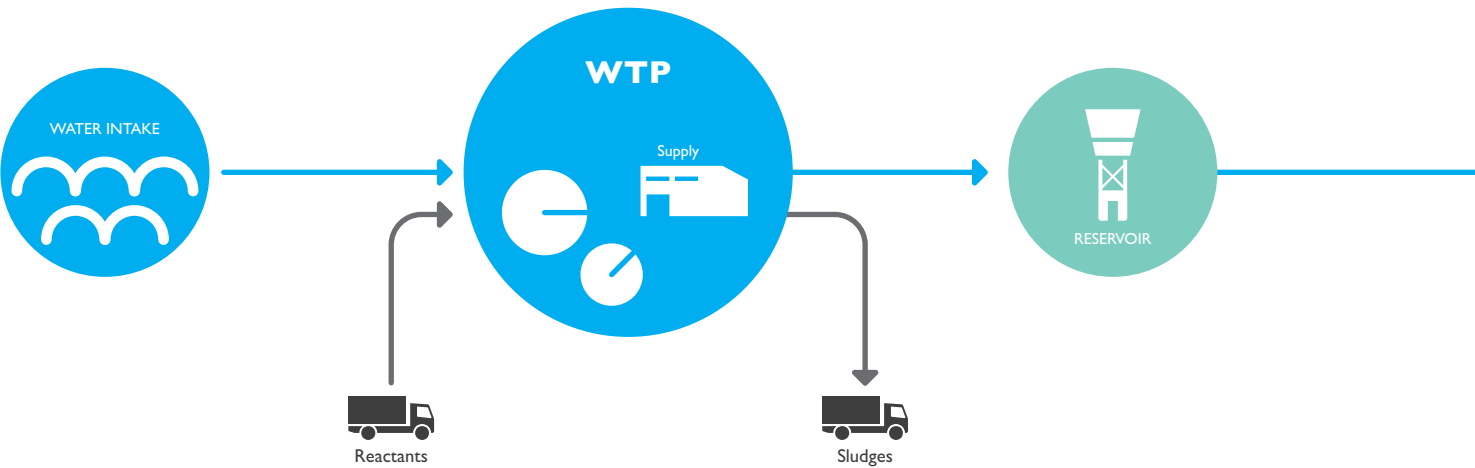 WTP
WATER INTAKE
Supply
RESERVOIR
Reactants
Sludges